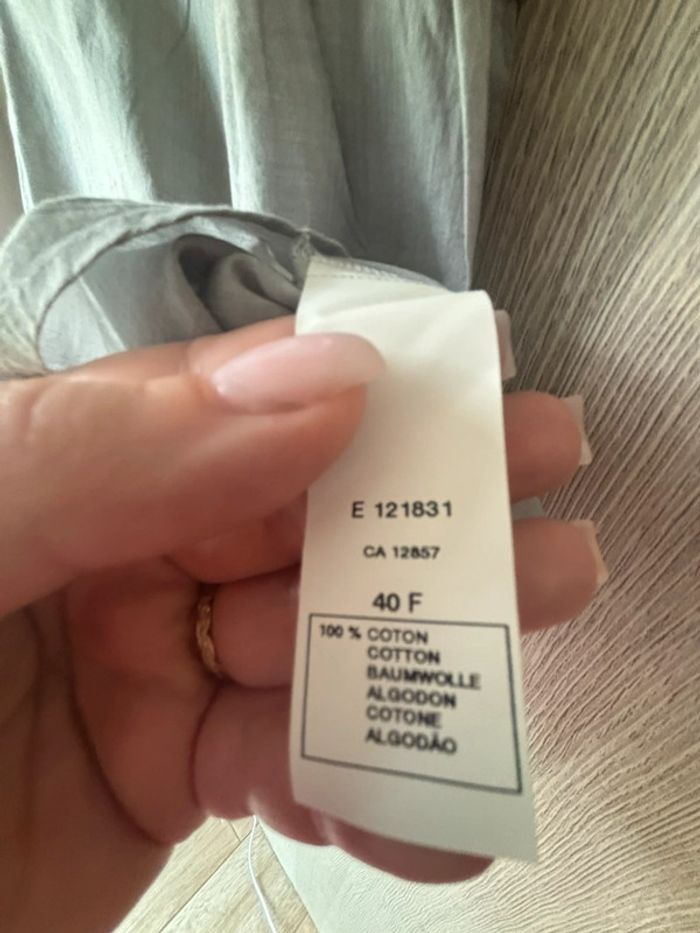 E 121831
CA 12857
40 F
100 % COTON
COTTON
BAUMWOLLE
ALGODON
COTONE
ALGODÃO